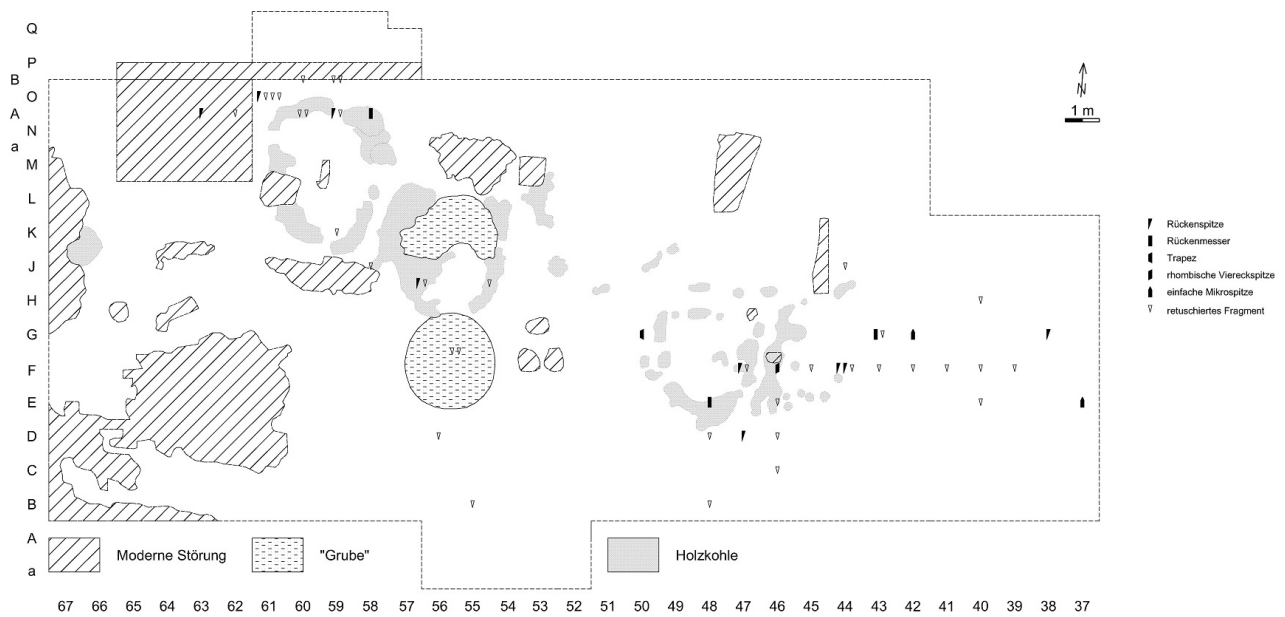 Q
P
B
O
A
N
a
M
L
K
J
H
G
F
E
D
C
B
A
a
N
1 m
Rückenspitze
Rückenmesser
Trapez
rhombische Viereckspitze
einfache Mikrospitze
retuschiertes Fragment
Moderne Störung
"Grube"
Holzkohle
67 66 65 64 63 62 61 60 59 58 57 56 55 54 53 52 51 50 49 48 47 46 45 44 43 42 41 40 39 38 37